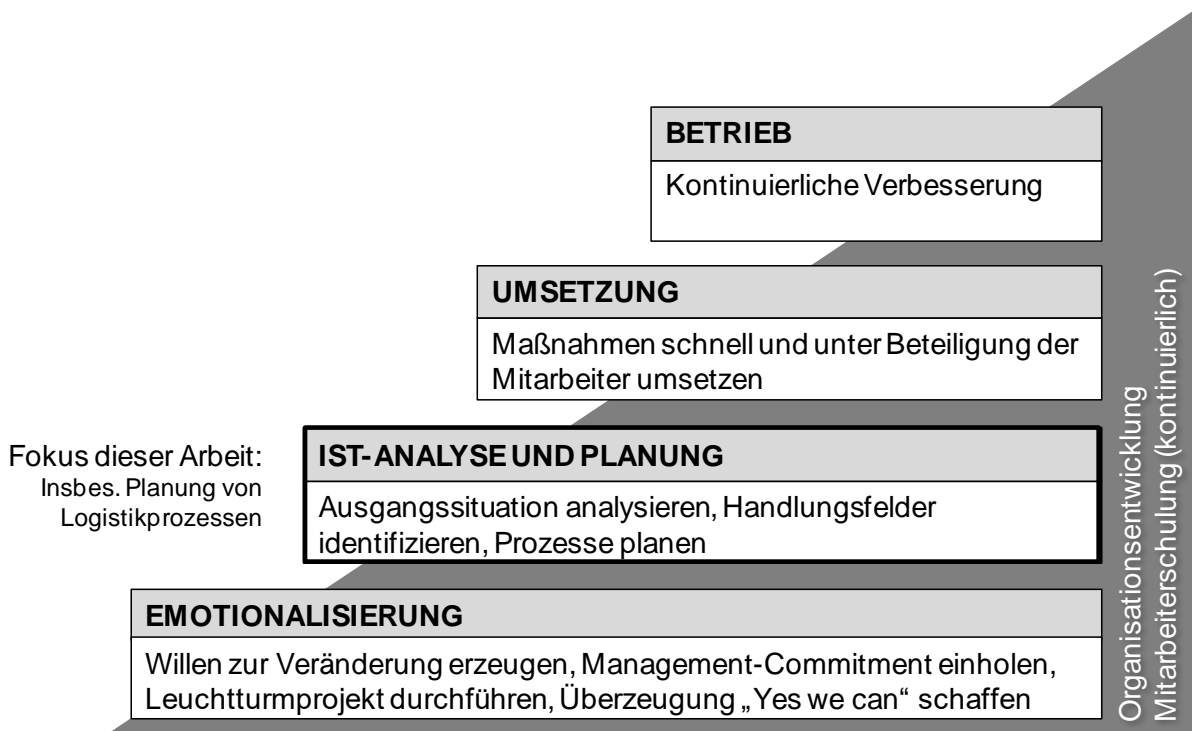 BETRIEB
Kontinuierliche Verbesserung
UMSETZUNG
Maßnahmen schnell und unter Beteiligung der
Mitarbeiter umsetzen
Fokus dieser Arbeit:
Insbes. Planung von
Logistikprozessen
IST-ANALYSE UND PLANUNG
Ausgangssituation analysieren, Handlungsfelder
identifizieren, Prozesse planen
EMOTIONALISIERUNG
Willen zur Veränderung erzeugen, Management-Commitment einholen,
Leuchtturmprojekt durchführen, Überzeugung „Yes we can“ schaffen
Organisationsentwicklung
Mitarbeiterschulung (kontinuierlich)